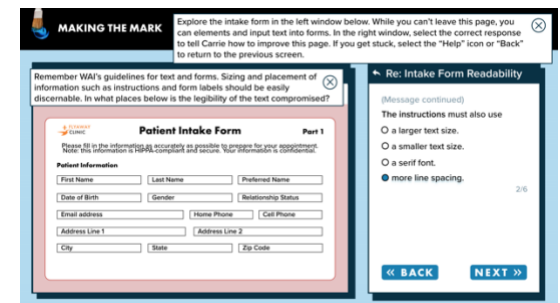 MAKING THE MARK
Explore the intake form in the left window below. While you can't leave this page, you
can elements and input text into forms. In the right window, select the correct response
to tell Carrie how to improve this page. If you get stuck, select the "Help" icon or "Back"
to return to the previous screen.
Remember WAI's guidelines for text and forms. Sizing and placement of
information such as instructions and form labels should be easily
discernable. In what places below is the legibility of the text compromised?
CLINIC
Patient Intake Form
Part 1
Please fill in the information as accurately as possible to prepare for your appointment.
Note: this information is HIPPA-compliant and secure. Your information is confidential.
Patient Information
First Name
Last Name
Preferred Name
Date of Birth
Gender
Relationship Status
Email address
Home Phone
Cell Phone
Address Line 1
Address Line 2
City
State
Zip Code
Re: Intake Form Readability
(Message continued)
The instructions must also use
a larger text size.
a smaller text size.
a serif font.
more line spacing.
2/6
« BACK
NEXT »